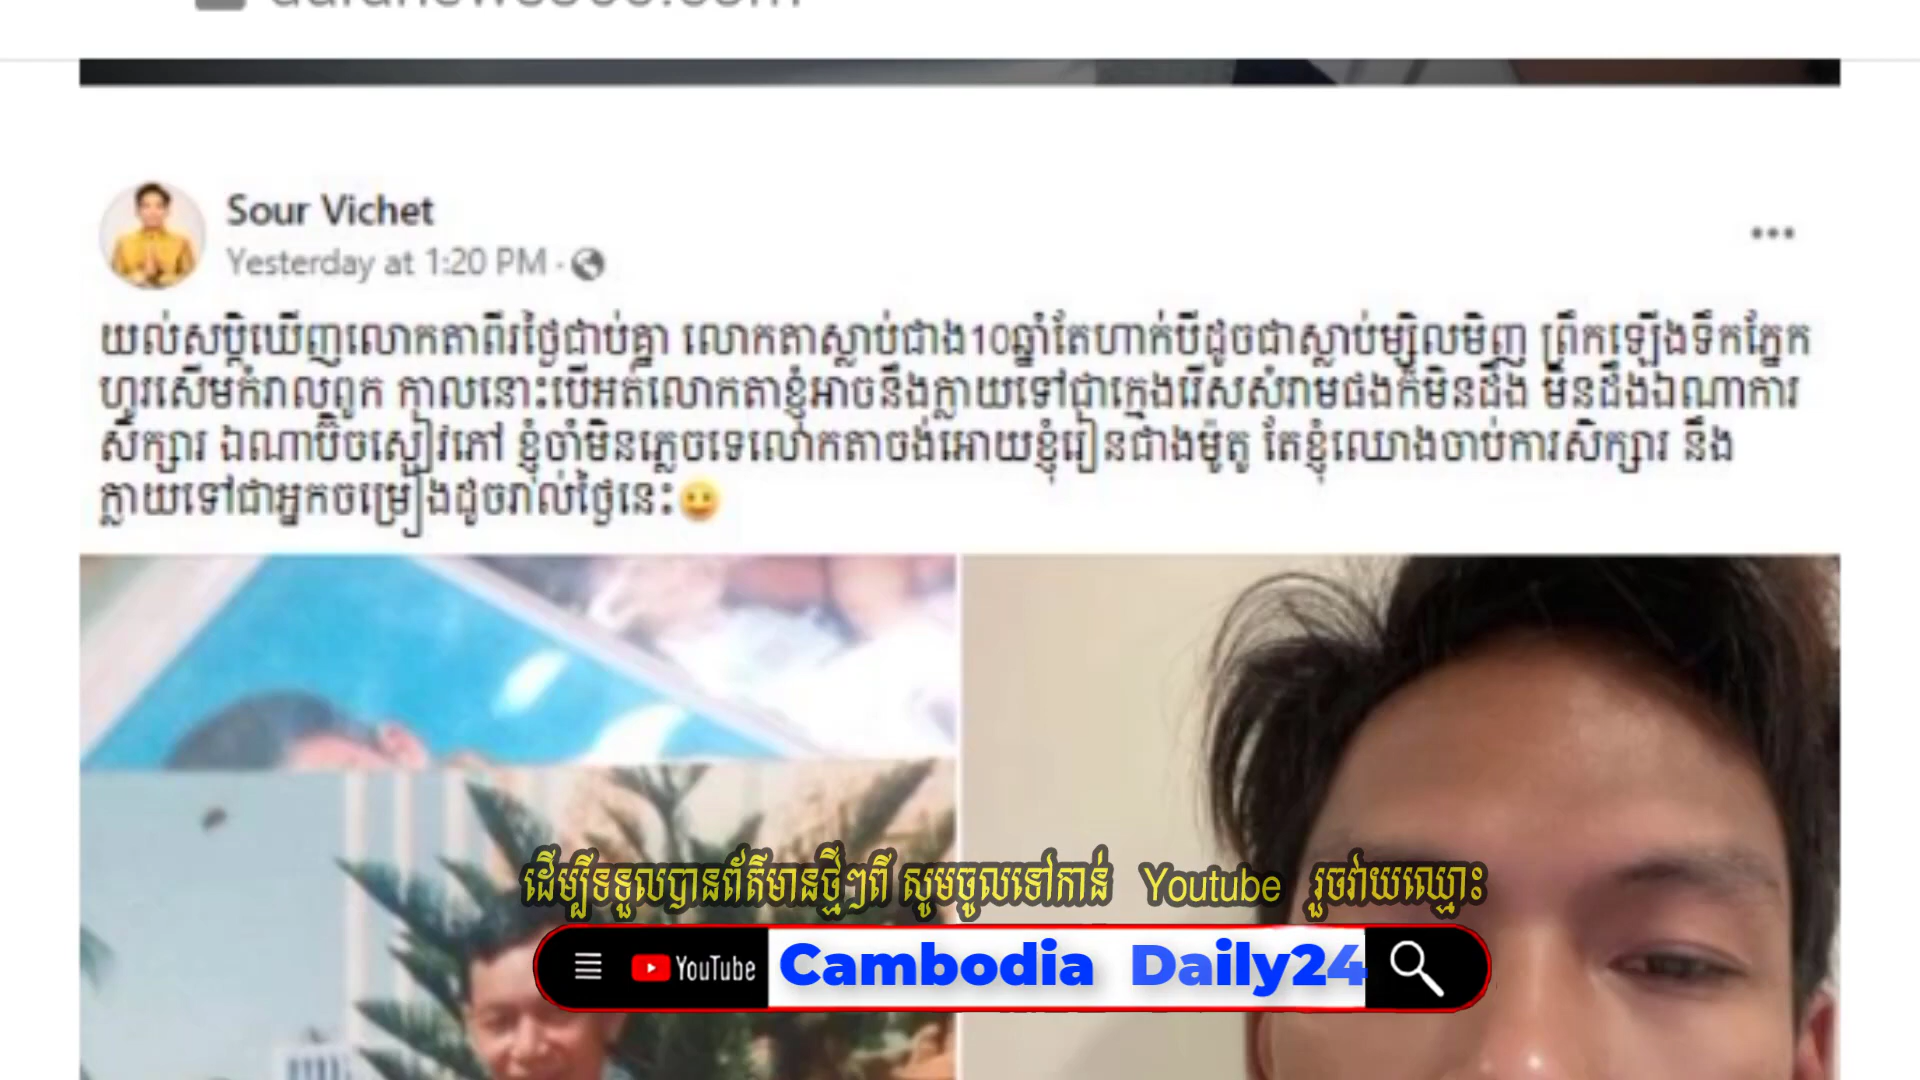 Sour Vichet
Yesterday at 1:20 PM ·
យល់សប្តិឃើញលោកតាពីរថ្ងៃជាប់គ្នា លោកតាស្លាប់ជាង10ឆ្នាំតែហាក់បីដូចជាស្លាប់ម្សិលមិញ ព្រឹកឡើងទឹកភ្នែក
ហូរសើមកំរាលពូក កាលនោះបើអត់លោកតាខ្ញុំអាចនឹងក្លាយទៅជាក្មេងរើសសំរាមផងក៏មិនដឹង មិនដឹងឯណាការ
សិក្សារ ឯណាប៊ិចសៀវភៅ ខ្ញុំចាំមិនភ្លេចទេលោកតាចង់អោយខ្ញុំរៀនជាងម៉ូតូ តែខ្ញុំឈោងចាប់ការសិក្សារ នឹង
ក្លាយទៅជាអ្នកចម្រៀងដូចរាល់ថ្ងៃនេះ😀
ដើម្បីទទួលបានព័ត៌មានថ្មីៗពី សូមចូលទៅកាន់ Youtube រួចវាយឈ្មោះ
YouTube Cambodia Daily24